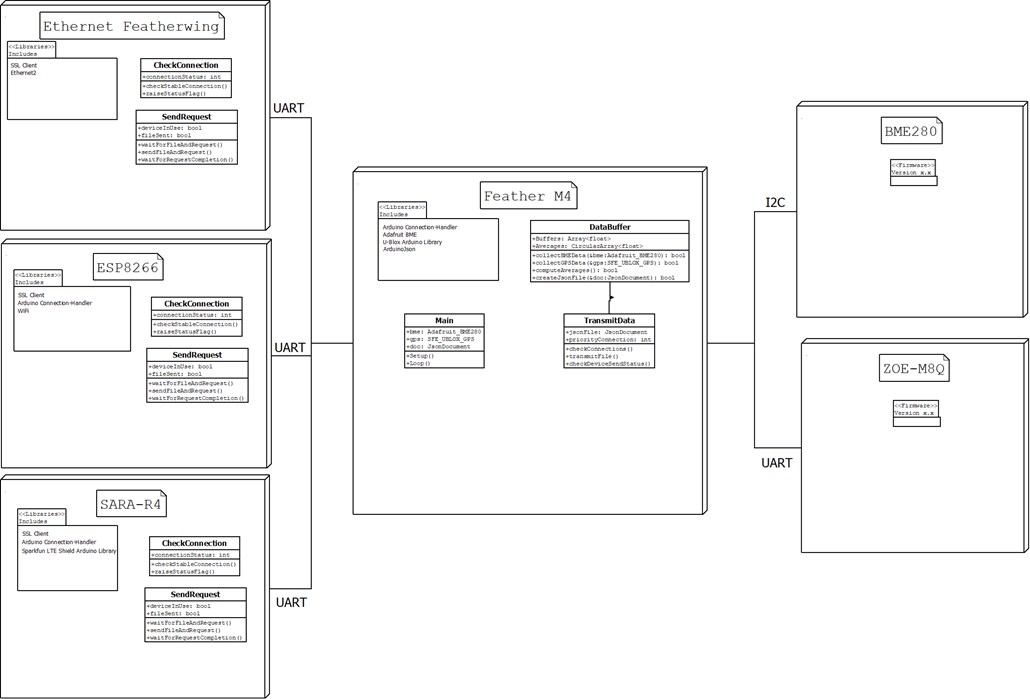 Ethernet Featherwing
<<Libraries>>
Includes
SSL Client
Ethernet2
CheckConnection
+connectionStatus: int
+checkStableConnection()
+raiseStatusFlag()
SendRequest
+deviceInUse: bool
+fileSent: bool
+waitForFileAndRequest()
+sendFileAndRequest()
+waitForRequestCompletion()
UART
ESP8266
<<Libraries>>
Includes
SSL Client
Arduino Connection-Handler
WiFi
CheckConnection
+connectionStatus: int
+checkStableConnection()
+raiseStatusFlag()
SendRequest
+deviceInUse: bool
+fileSent: bool
+waitForFileAndRequest()
+sendFileAndRequest()
+waitForRequestCompletion()
UART
SARA-R4
<<Libraries>>
Includes
SSL Client
Arduino Connection-Handler
Sparkfun LTE Shield Arduino Library
CheckConnection
+connectionStatus: int
+checkStableConnection()
+raiseStatusFlag()
SendRequest
+deviceInUse: bool
+fileSent: bool
+waitForFileAndRequest()
+sendFileAndRequest()
+waitForRequestCompletion()
UART
Feather M4
<<Libraries>>
Includes
Arduino Connection-Handler
Adafruit BME
U-Blox Arduino Library
ArduinoJson
DataBuffer
+Buffers: Array<float>
+Averages: CircularArray<float>
+collectBMEData(&bme:Adafruit_BME280): bool
+collectGPSData(&gps:SFE_UBLOX_GPS): bool
+computeAverages(): bool
+createJsonFile(&doc:JsonDocument): bool
Main
+bme: Adafruit_BME280
+gps: SFE_UBLOX_GPS
+doc: JsonDocument
+Setup()
+Loop()
TransmitData
+jsonFile: JsonDocument
+priorityConnection: int
+checkConnections()
+transmitFile()
+checkDeviceSendStatus()
I2C
BME280
<<Firmware>>
Version x.x
UART
ZOE-M8Q
<<Firmware>>
Version x.x